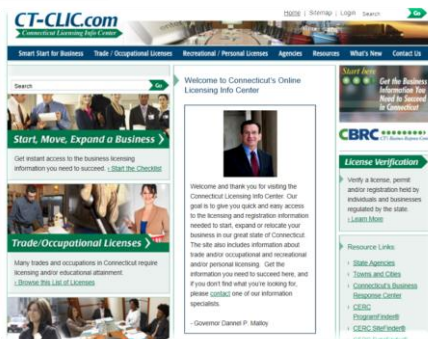 CT-CLIC.com
Connecticut Licensing Info Center
Home | Sitemap | Login Search Go
Smart Start for Business Trade / Occupational Licenses Recreational / Personal Licenses Agencies Resources What's New Contact Us
Search Go
Start, Move, Expand a Business
Get instant access to the business licensing
information you need to succeed. › Start the Checklist
Trade/Occupational Licenses
Many trades and occupations in Connecticut require
licensing and/or educational attainment.
› Browse this List of Licenses
Welcome to Connecticut's Online
Licensing Info Center
Welcome and thank you for visiting the
Connecticut Licensing Info Center. Our
goal is to give you quick and easy access
to the licensing and registration information
needed to start, expand or relocate your
business in our great state of Connecticut.
The site also includes information about
trade and/or occupational and recreational
and/or personal licensing. Get the
information you need to succeed here, and
if you don't find what you're looking for,
please contact one of our information
specialists.
- Governor Dannel P. Malloy
Start here
Get the Business
Information You
Need to Succeed
in Connecticut
CBRC
License Verification
Verify a license, permit
and/or registration held by
individuals and businesses
regulated by the state.
› Learn More
Resource Links
› State Agencies
› Towns and Cities
› Connecticut's Business
Response Center
› CERC
ProgramFinder®
› CERC SiteFinder®